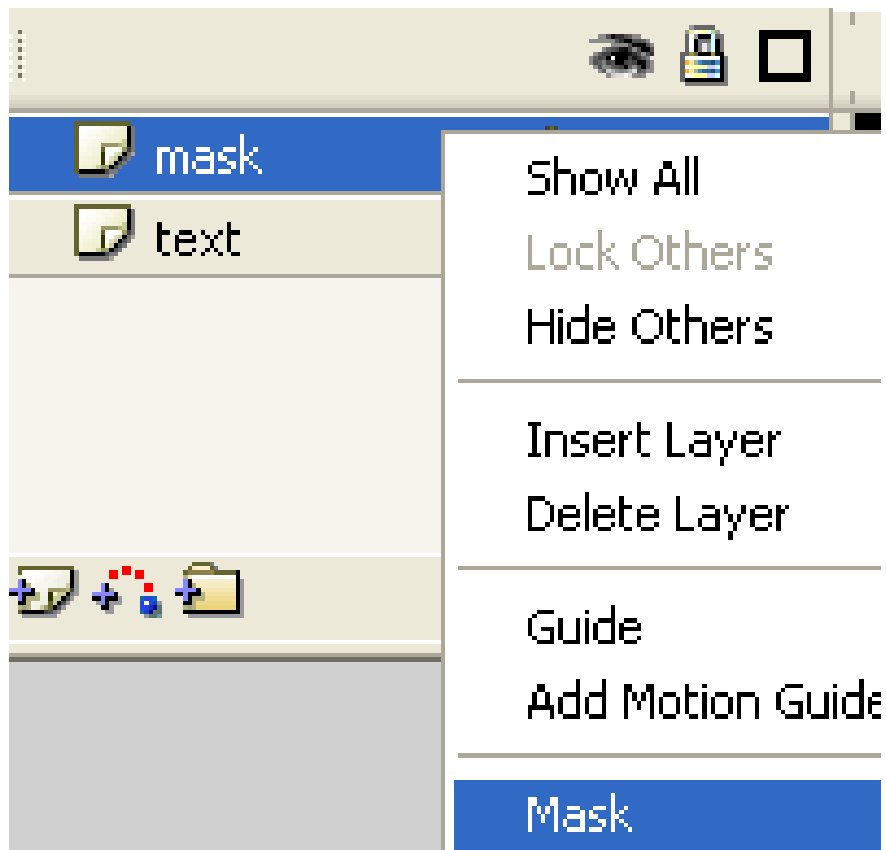 mask
text
Show All
Lock Others
Hide Others
Insert Layer
Delete Layer
Guide
Add Motion Guide
Mask